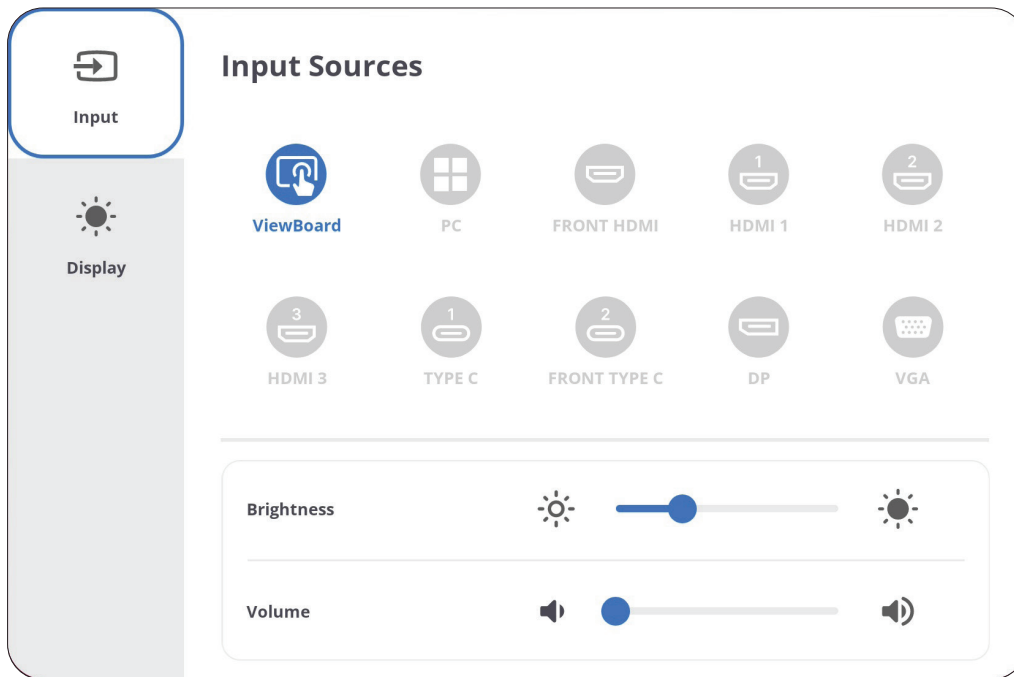 Input
Display
Input Sources
ViewBoard
PC
FRONT HDMI
1
HDMI 1
2
HDMI 2
3
HDMI 3
1
TYPE C
2
FRONT TYPE C
DP
VGA
Brightness
Volume